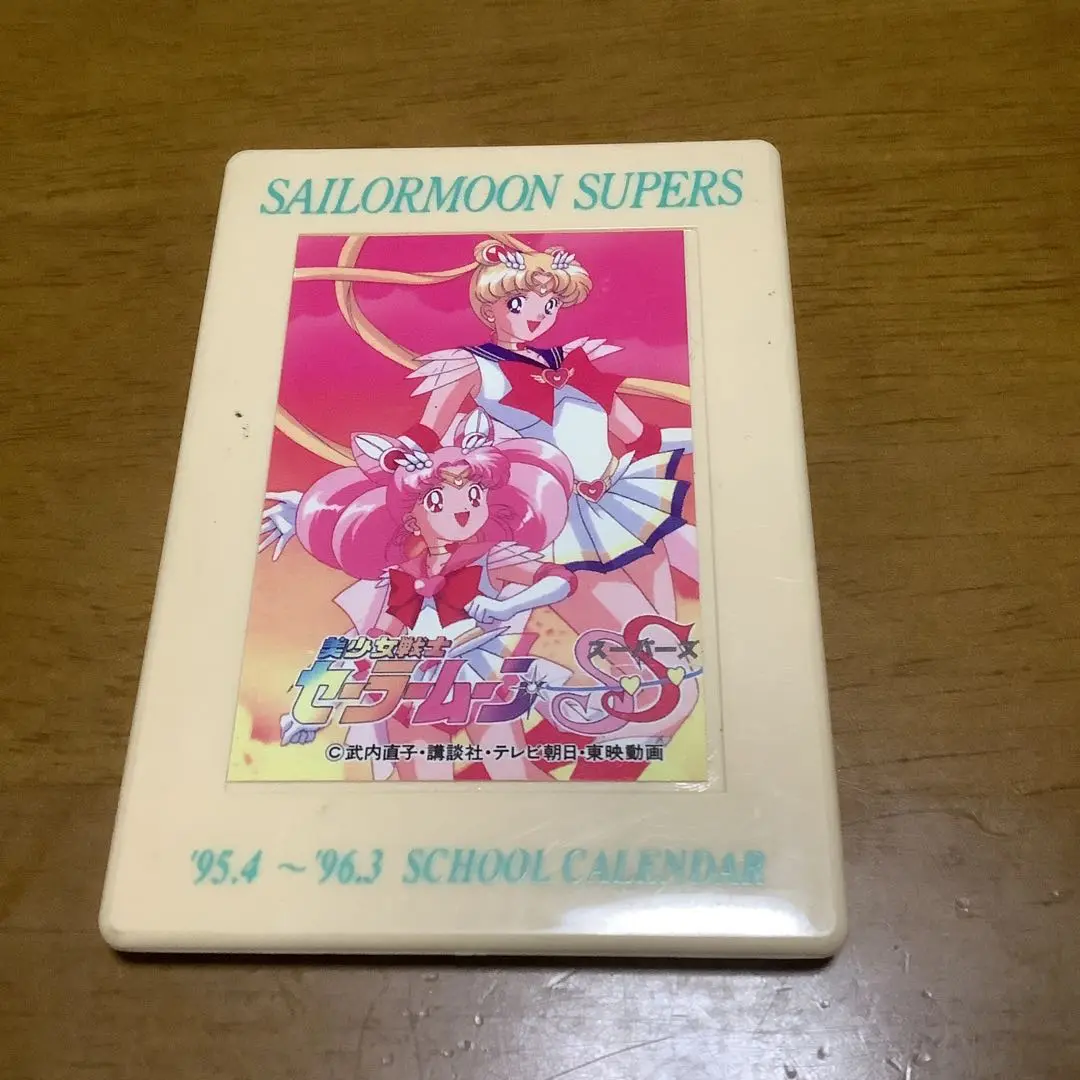 SAILORMOON SUPERS
美少女戦士
セーラームーン
SS
スーパーズ
©武内直子・講談社・テレビ朝日・東映動画
'95.4 ～'96.3 SCHOOL CALENDAR